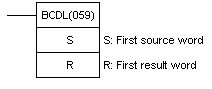 BCDL(059)
S S: First source word
R R: First result word